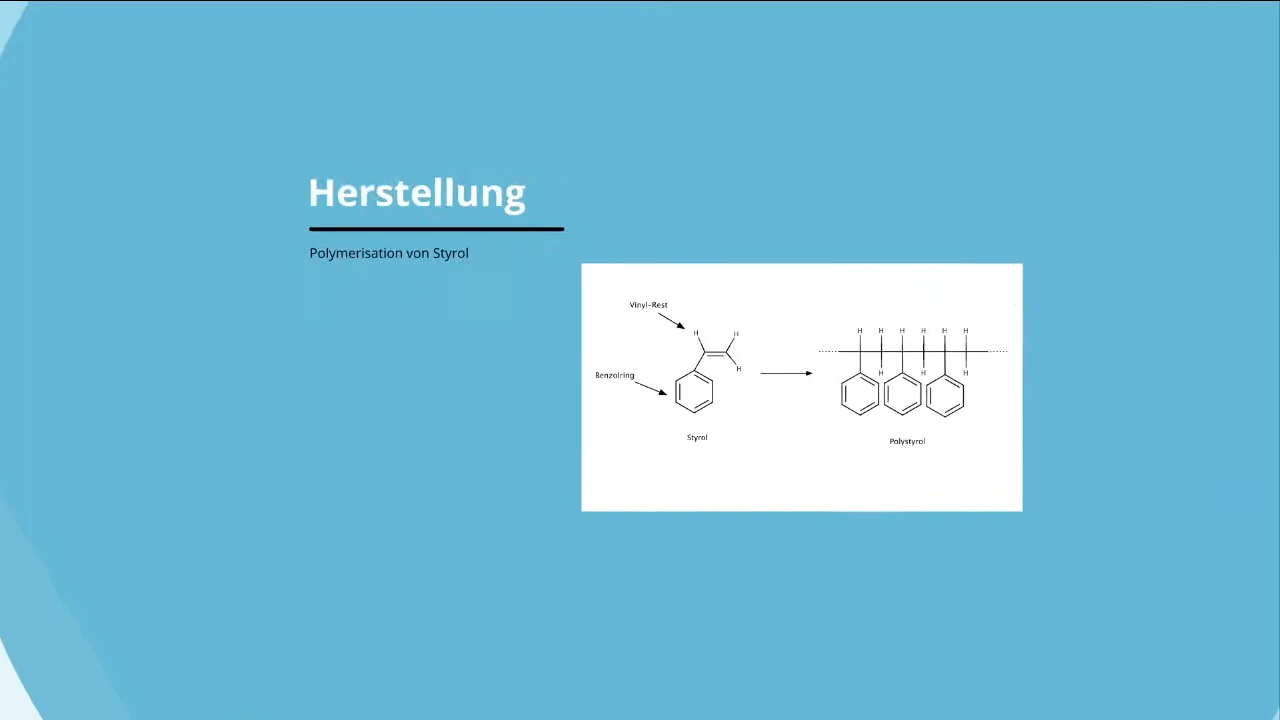 Herstellung
Polymerisation von Styrol
Vinyl-Rest
H
H
H
Benzolring
Styrol
H H H H H H
H H H
Polystyrol